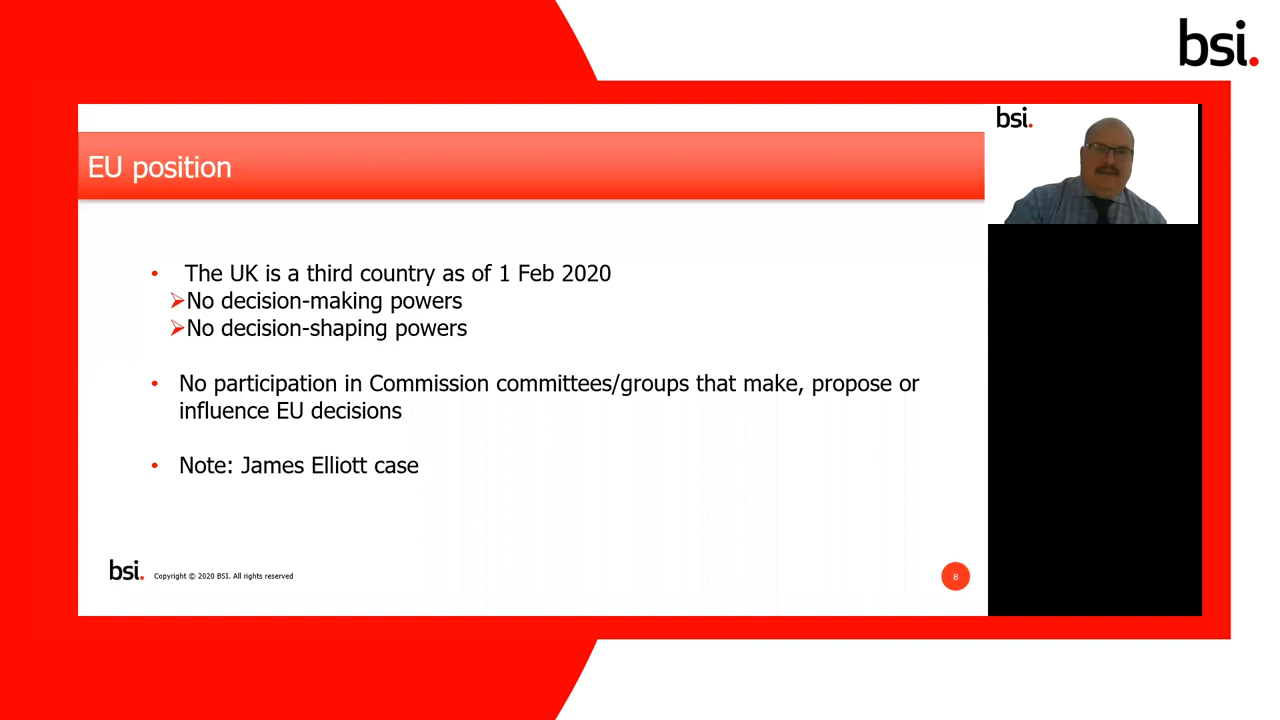 bsi.
bsi.
EU position
• The UK is a third country as of 1 Feb 2020
➢No decision-making powers
➢No decision-shaping powers
• No participation in Commission committees/groups that make, propose or
influence EU decisions
• Note: James Elliott case
bsi. Copyright © 2020 BSI. All rights reserved
8